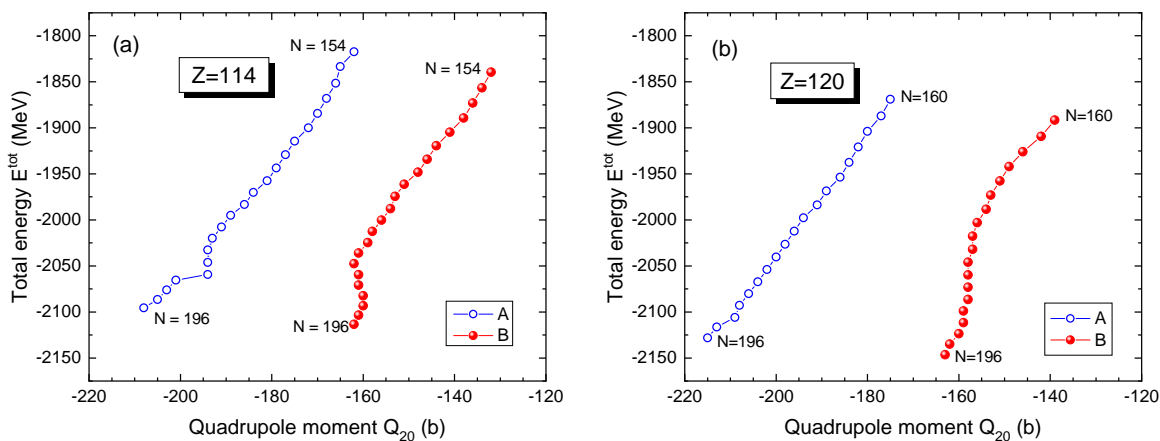 (a)
Z=114
N = 154
N = 154
N = 196
N = 196
A
B
-1800
-1850
-1900
-1950
-2000
-2050
-2100
-2150
Total energy E^tot (MeV)
-220
-200
-180
-160
-140
-120
Quadrupole moment Q_20 (b)
(b)
Z=120
N=160
N=160
N=196
N=196
A
B
-1800
-1850
-1900
-1950
-2000
-2050
-2100
-2150
Total energy E^tot (MeV)
-220
-200
-180
-160
-140
-120
Quadrupole moment Q_20 (b)